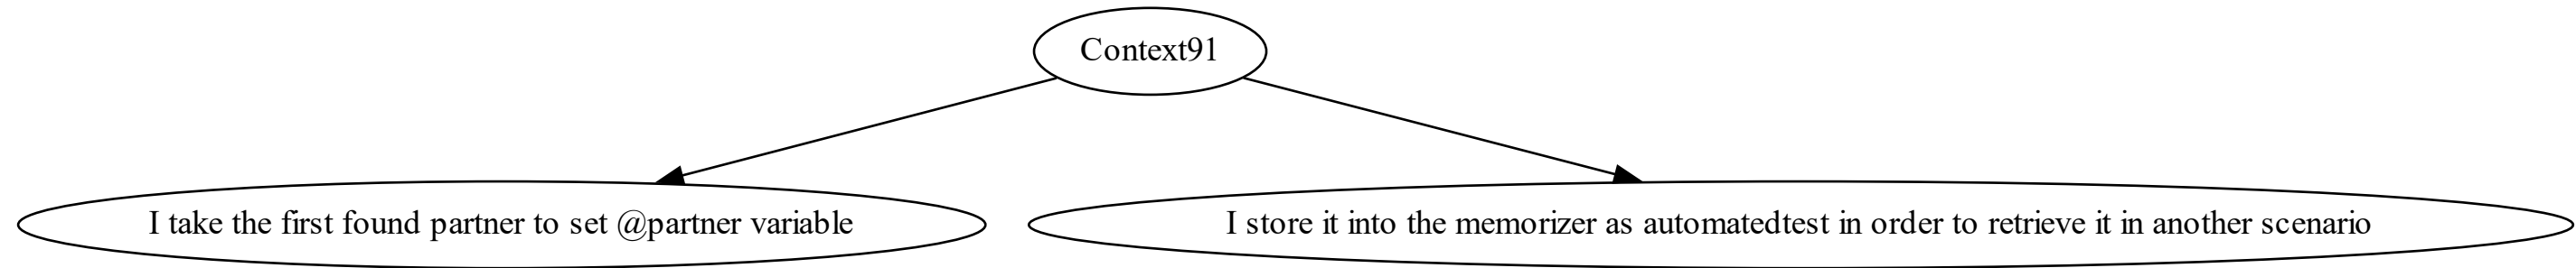 Context91
I take the first found partner to set @partner variable
I store it into the memorizer as automatedtest in order to retrieve it in another scenario